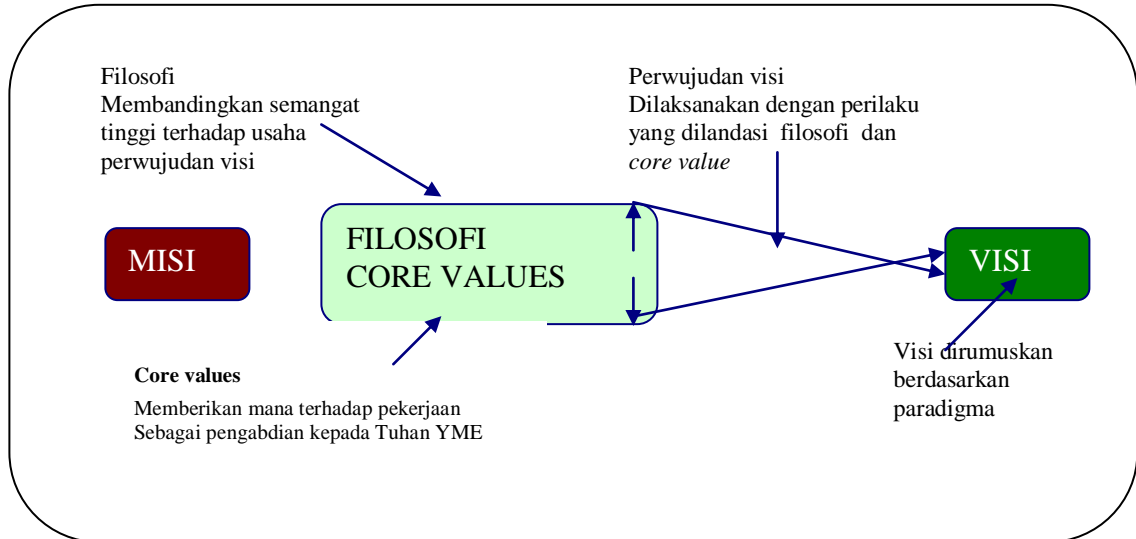 Filosofi
Membandingkan semangat
tinggi terhadap usaha
perwujudan visi
Perwujudan visi
Dilaksanakan dengan perilaku
yang dilandasi filosofi dan
core value
MISI
FILOSOFI
CORE VALUES
VISI
Core values
Memberikan mana terhadap pekerjaan
Sebagai pengabdian kepada Tuhan YME
Visi dirumuskan
berdasarkan
paradigma